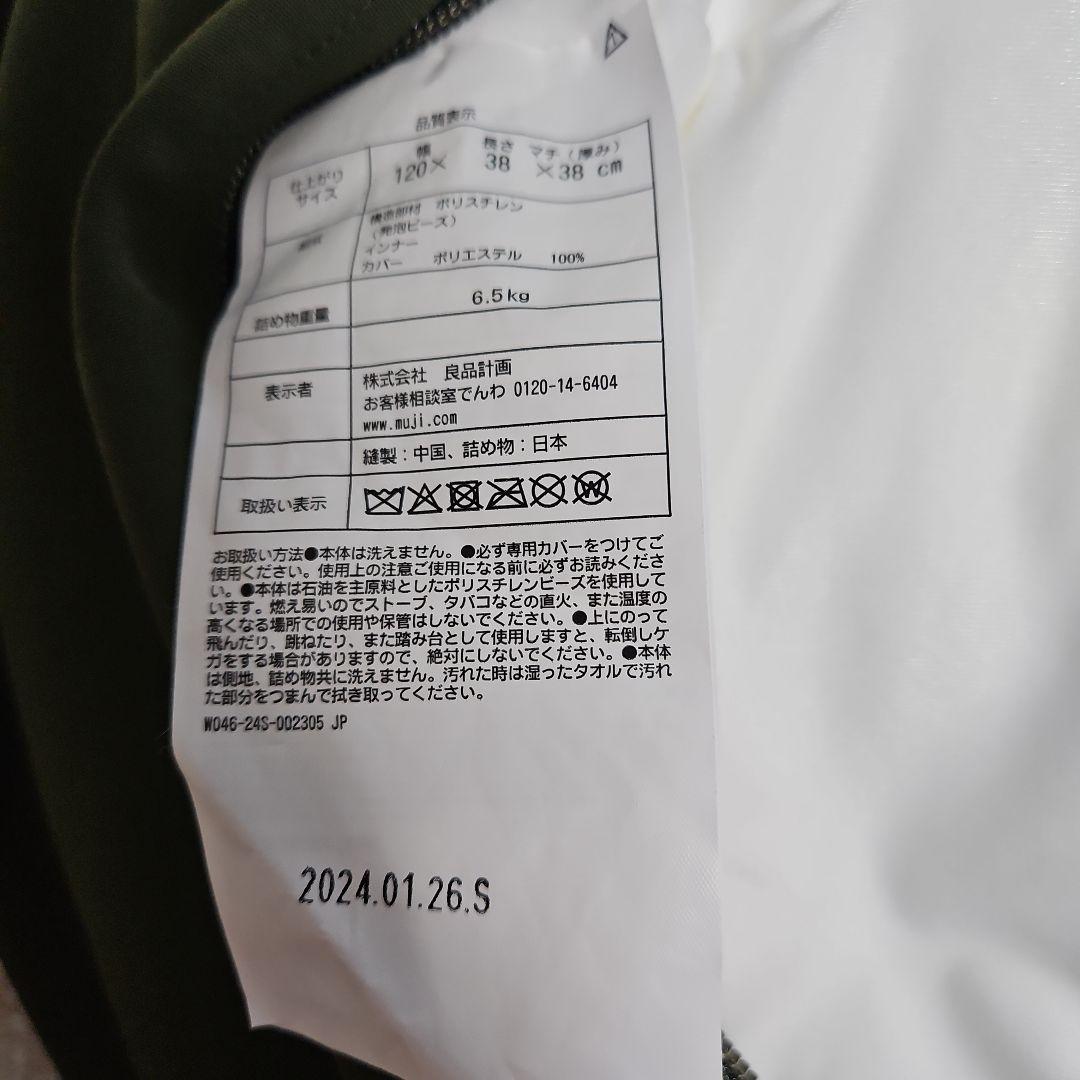 品質表示
仕上がりサイズ 幅 長さ マチ(厚み)
120× 38 ×38 cm
構造部材 ポリスチレン
(発泡ビーズ)
インナー
カバー ポリエステル 100%
詰め物重量 6.5kg
表示者 株式会社 良品計画
お客様相談室でんわ 0120-14-6404
www.muji.com
縫製:中国、詰め物:日本
取扱い表示
お取扱い方法●本体は洗えません。●必ず専用カバーをつけてご
使用ください。使用上の注意ご使用になる前に必ずお読みくださ
い。●本体は石油を主原料としたポリスチレンビーズを使用して
います。燃え易いのでストーブ、タバコなどの直火、また温度の
高くなる場所での使用や保管はしないでください。●上にのって
飛んだり、跳ねたり、また踏み台として使用しますと、転倒しケ
ガをする場合がありますので、絶対にしないでください。●本体
は側地、詰め物共に洗えません。汚れた時は湿ったタオルで汚れ
た部分をつまんで拭き取ってください。
W046-24S-002305 JP
2024.01.26.S